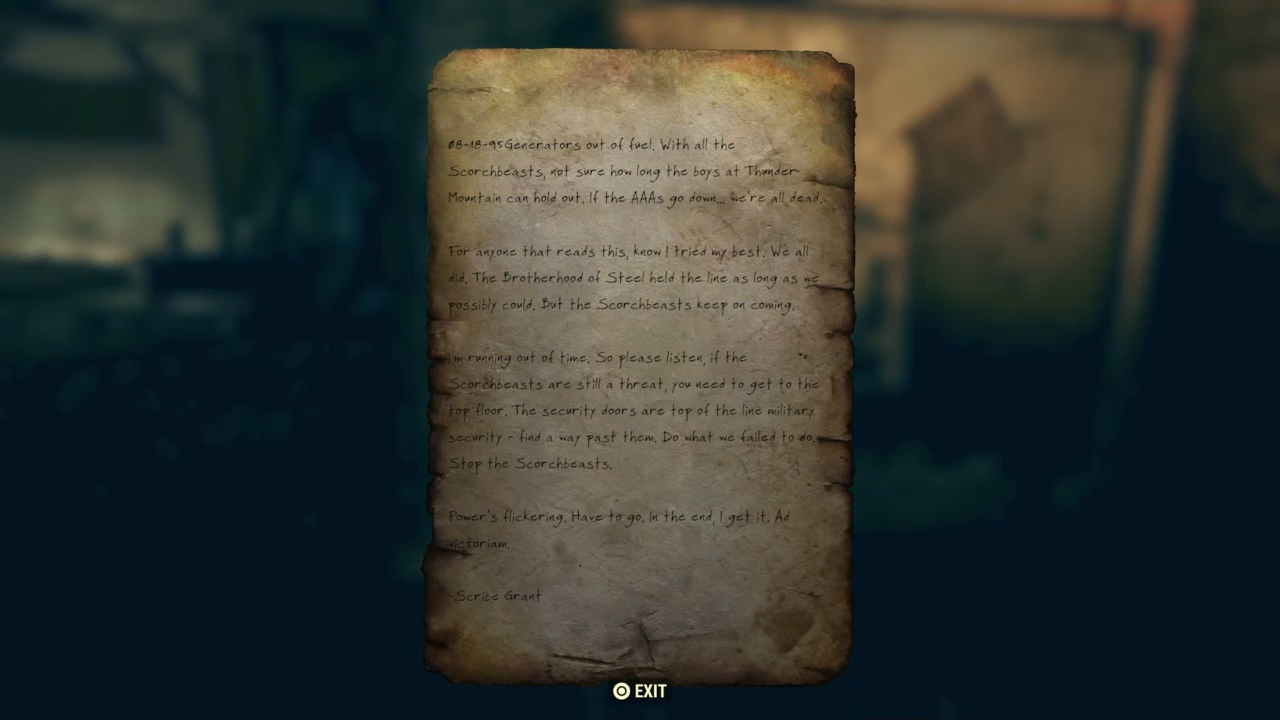 08-18-95Generators out of fuel. With all the
Scorchbeasts, not sure how long the boys at Thunder
Mountain can hold out. If the AAAs go down... we're all dead.
For anyone that reads this, know I tried my best. We all
did. The Brotherhood of Steel held the line as long as we
possibly could. But the Scorchbeasts keep on coming.
I'm running out of time. So please listen, if the
Scorchbeasts are still a threat, you need to get to the
top floor. The security doors are top of the line military
security - find a way past them. Do what we failed to do.
Stop the Scorchbeasts.
Power's flickering. Have to go. In the end, I get it. Ad
victoriam.
-Scribe Grant
EXIT